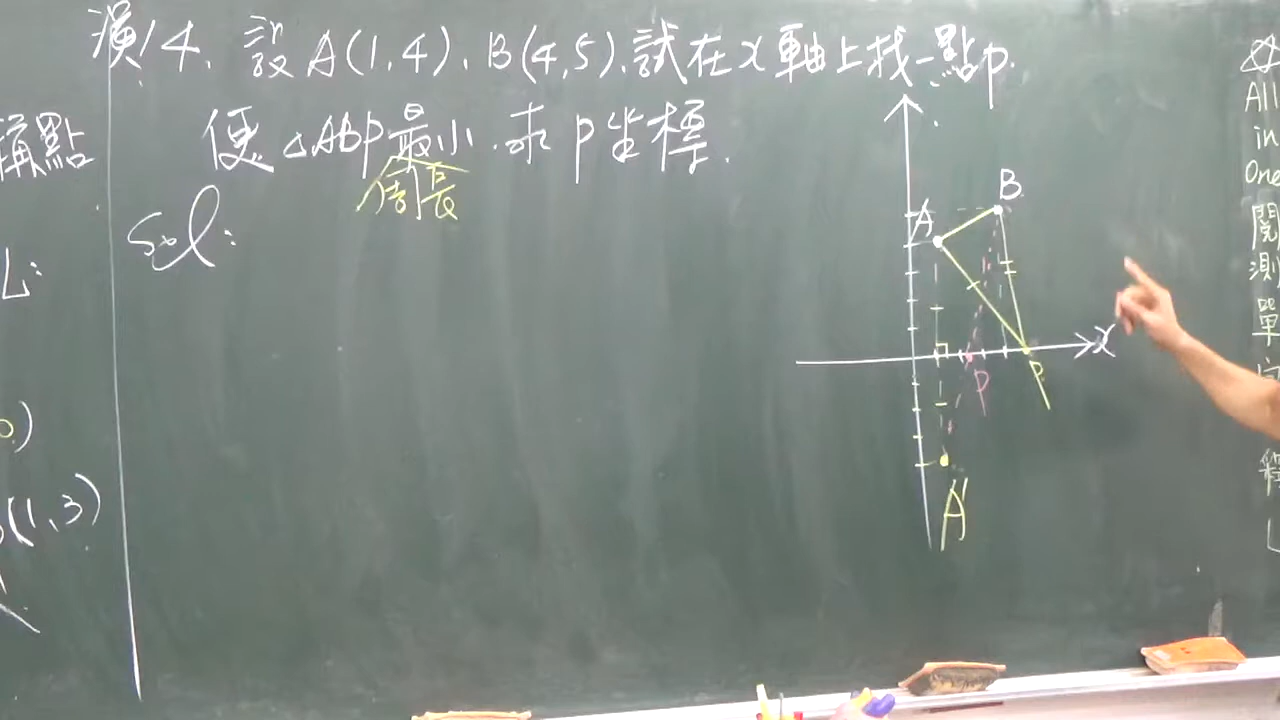 演14. 設A(1,4)、B(4,5),試在x軸上找一點p.
使△ABP最小.求p坐標.
周長
Sol:
稱點
L:
0)
(1,3)
B
A
x
P
P
A'
All
in
One
閱
測
單